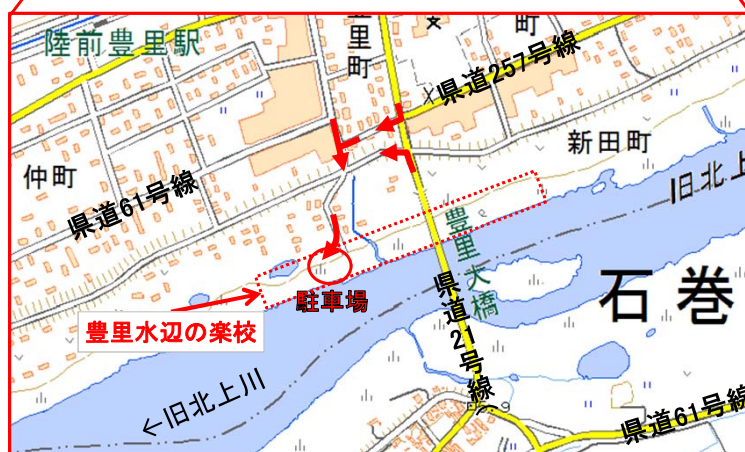 陸前豊里駅
豊里町
町
県道257号線
新田町
仲町
県道61号線
旧北上
豊里大橋
県道21号線
石巻
駐車場
豊里水辺の楽校
←旧北上川
県道61号線